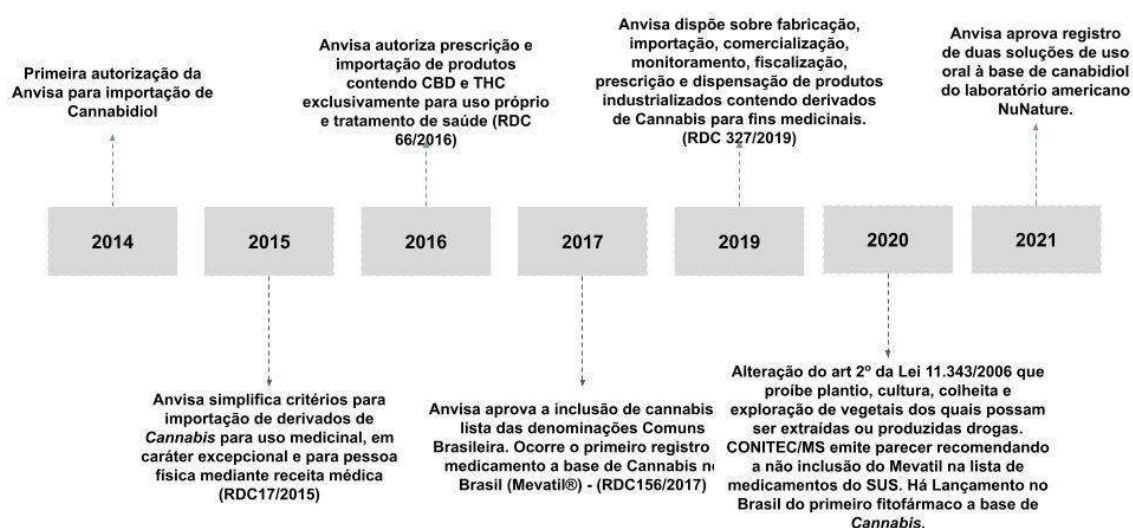 Primeira autorização da
Anvisa para importação de
Cannabidiol
Anvisa autoriza prescrição e
importação de produtos
contendo CBD e THC
exclusivamente para uso próprio
e tratamento de saúde (RDC
66/2016)
Anvisa dispõe sobre fabricação,
importação, comercialização,
monitoramento, fiscalização,
prescrição e dispensação de produtos
industrializados contendo derivados
de Cannabis para fins medicinais.
(RDC 327/2019)
Anvisa aprova registro
de duas soluções de uso
oral à base de canabidiol
do laboratório americano
NuNature.
2014
2015
2016
2017
2019
2020
2021
Anvisa simplifica critérios para
importação de derivados de
Cannabis para uso medicinal, em
caráter excepcional e para pessoa
física mediante receita médica
(RDC17/2015)
Anvisa aprova a inclusão de cannabis
lista das denominações Comuns
Brasileira. Ocorre o primeiro registro
medicamento a base de Cannabis n
Brasil (Mevatil®) - (RDC156/2017)
Alteração do art 2º da Lei 11.343/2006 que
proíbe plantio, cultura, colheita e
exploração de vegetais dos quais possam
ser extraídas ou produzidas drogas.
CONITEC/MS emite parecer recomendando
a não inclusão do Mevatil na lista de
medicamentos do SUS. Há Lançamento no
Brasil do primeiro fitofármaco a base de
Cannabis.